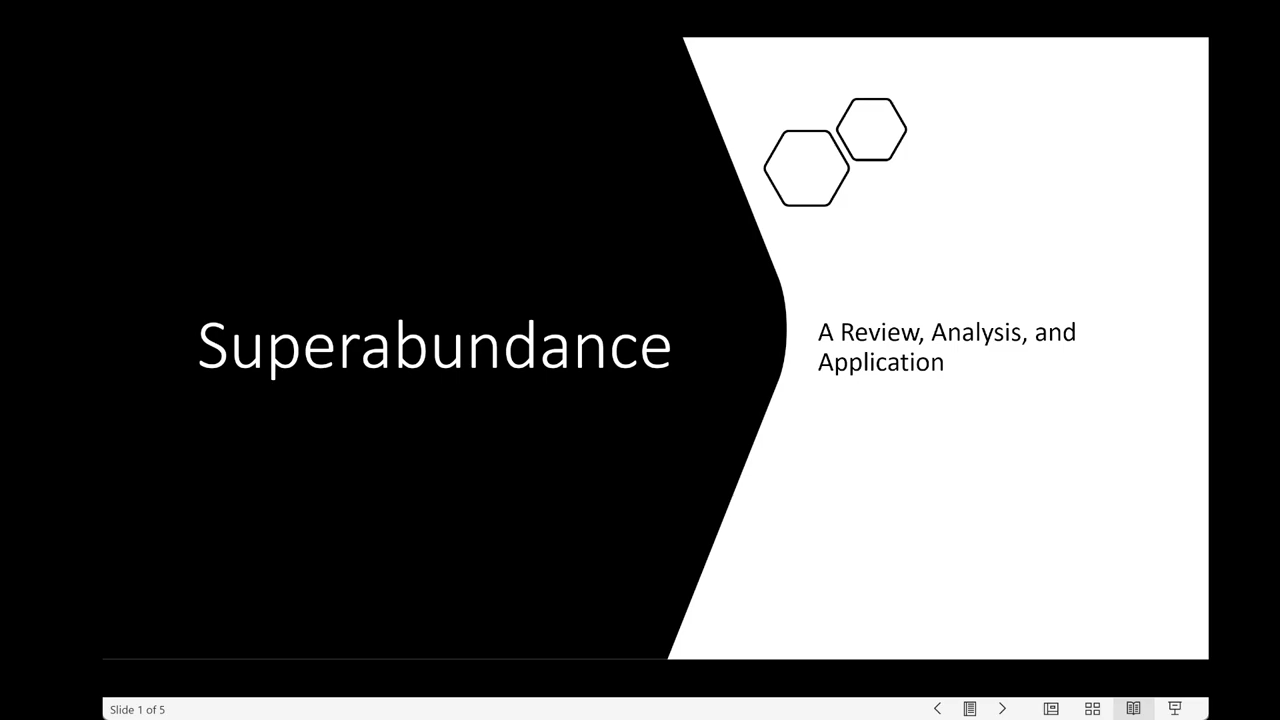 Superabundance
A Review, Analysis, and
Application
Slide 1 of 5